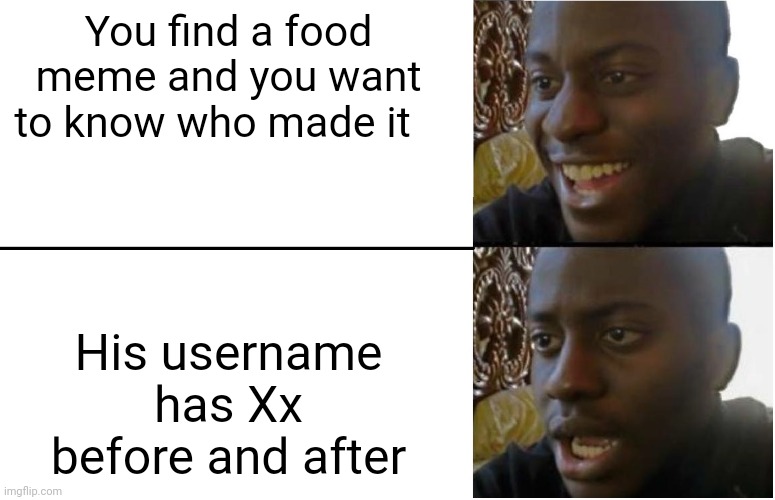 You find a food
meme and you want
to know who made it
His username
has Xx
before and after
imgflip.com